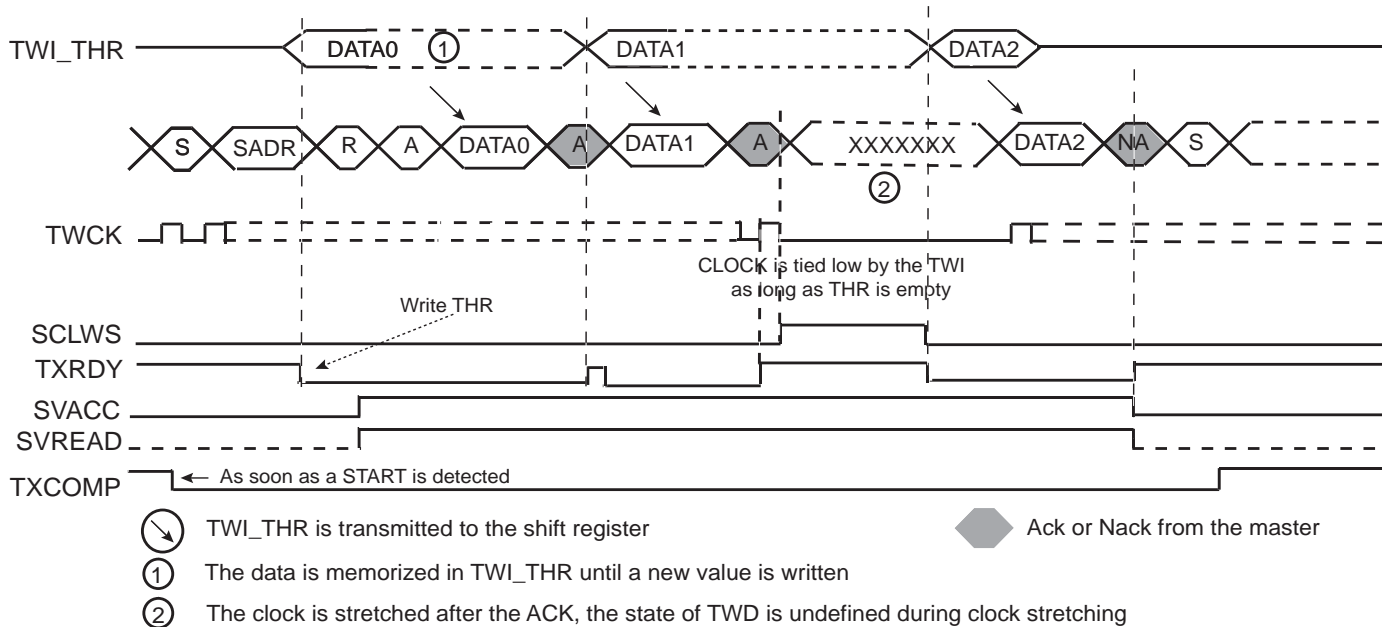 TWI_THR DATA0 1 DATA1 DATA2
S SADR R A DATA0 A DATA1 A XXXXXXX DATA2 NA S
2
TWCK
CLOCK is tied low by the TWI
as long as THR is empty
Write THR
SCLWS
TXRDY
SVACC
SVREAD
TXCOMP As soon as a START is detected
TWI_THR is transmitted to the shift register Ack or Nack from the master
1 The data is memorized in TWI_THR until a new value is written
2 The clock is stretched after the ACK, the state of TWD is undefined during clock stretching